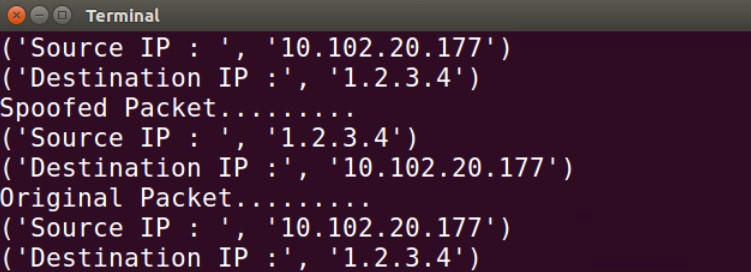 Terminal
('Source IP : ', '10.102.20.177')
('Destination IP :', '1.2.3.4')
Spoofed Packet.........
('Source IP : ', '1.2.3.4')
('Destination IP :', '10.102.20.177')
Original Packet.........
('Source IP : ', '10.102.20.177')
('Destination IP :', '1.2.3.4')